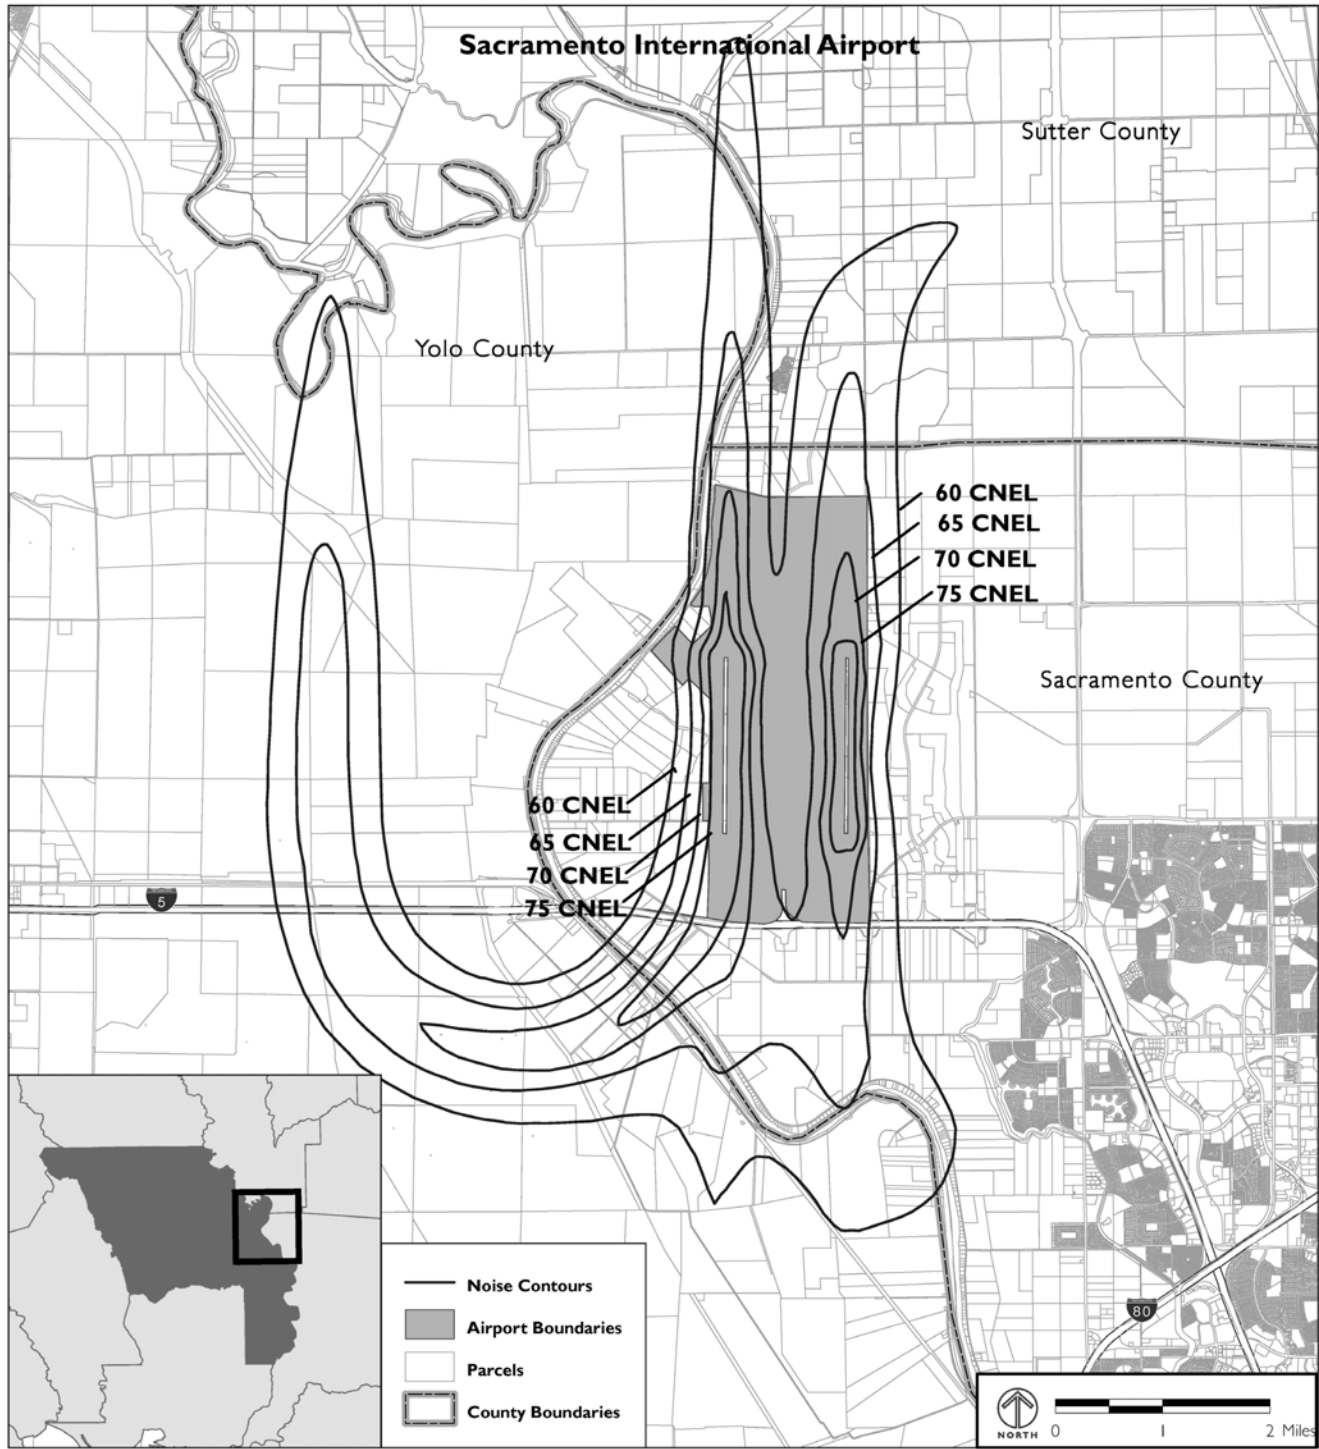 Sacramento International Airport
Sutter County
Yolo County
60 CNEL
65 CNEL
70 CNEL
75 CNEL
Sacramento County
60 CNEL
65 CNEL
70 CNEL
75 CNEL
5
80
Noise Contours
Airport Boundaries
Parcels
County Boundaries
NORTH
0 1 2 Miles